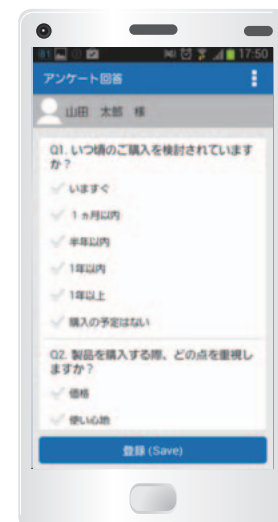 17:50
アンケート回答
山田 太郎 様
Q1. いつ頃のご購入を検討されています
か？
いますぐ
1ヵ月以内
半年以内
1年以内
1年以上
購入の予定はない
Q2. 製品を購入する際、どの点を重視し
ますか？
価格
使い心地
登録 (Save)